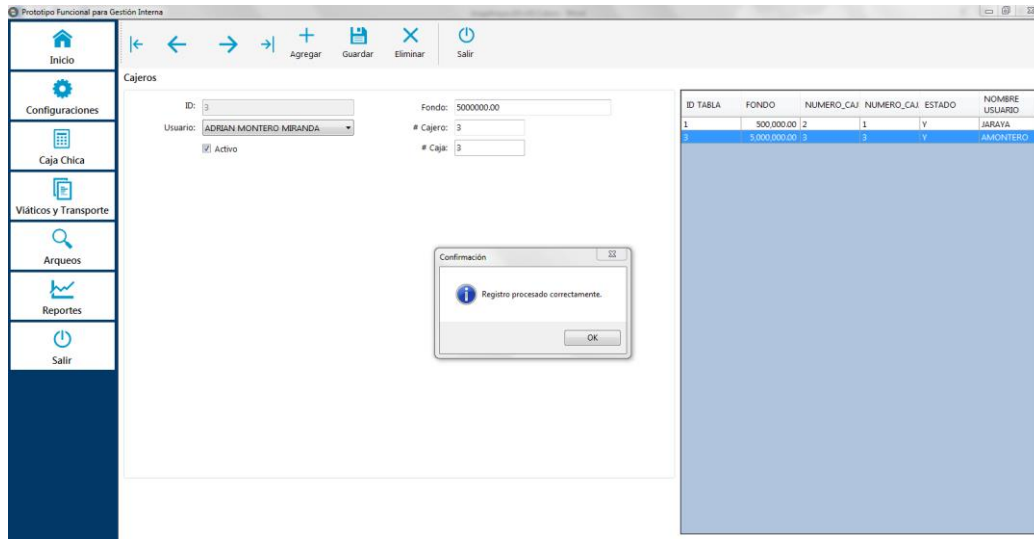 Prototipo Funcional para Gestión Interna
Inicio
Configuraciones
Caja Chica
Viáticos y Transporte
Arqueos
Reportes
Salir
Agregar
Guardar
Eliminar
Salir
Cajeros
ID: 3
Fondo: 5000000.00
Usuario: ADRIAN MONTERO MIRANDA
# Cajero: 3
Activo
# Caja: 3
ID TABLA FONDO NUMERO_CAJ NUMERO_CAJ ESTADO NOMBRE USUARIO
1 500,000.00 2 1 Y JARAYA
3 5,000,000.00 3 3 Y AMONTERO
Confirmación
Registro procesado correctamente.
OK